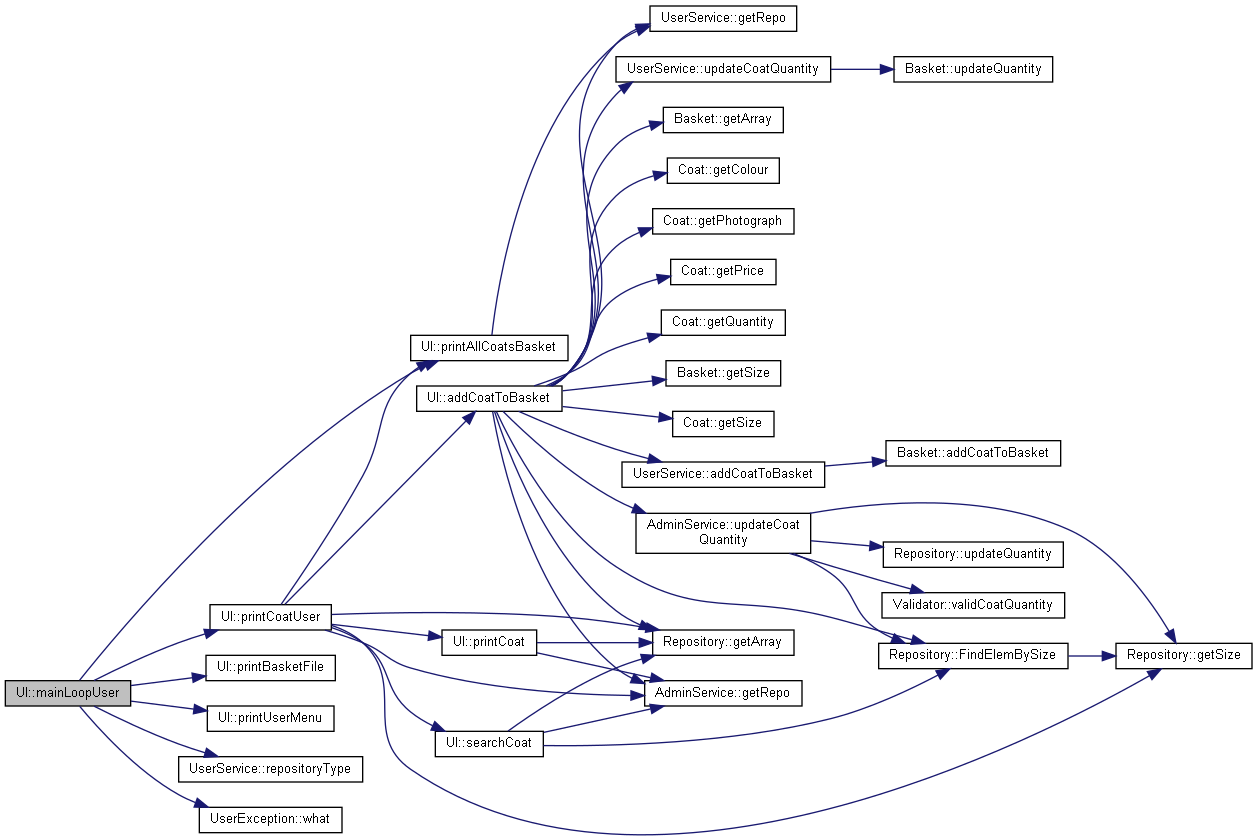 UserService::getRepo
UserService::updateCoatQuantity
Basket::updateQuantity
Basket::getArray
Coat::getColour
Coat::getPhotograph
Coat::getPrice
Coat::getQuantity
UI::printAllCoatsBasket
Basket::getSize
UI::addCoatToBasket
Coat::getSize
Basket::addCoatToBasket
UserService::addCoatToBasket
AdminService::updateCoat
Quantity
Repository::updateQuantity
Validator::validCoatQuantity
UI::printCoatUser
UI::printCoat
Repository::getArray
Repository::FindElemBySize
Repository::getSize
UI::printBasketFile
UI::mainLoopUser
AdminService::getRepo
UI::printUserMenu
UI::searchCoat
UserService::repositoryType
UserException::what